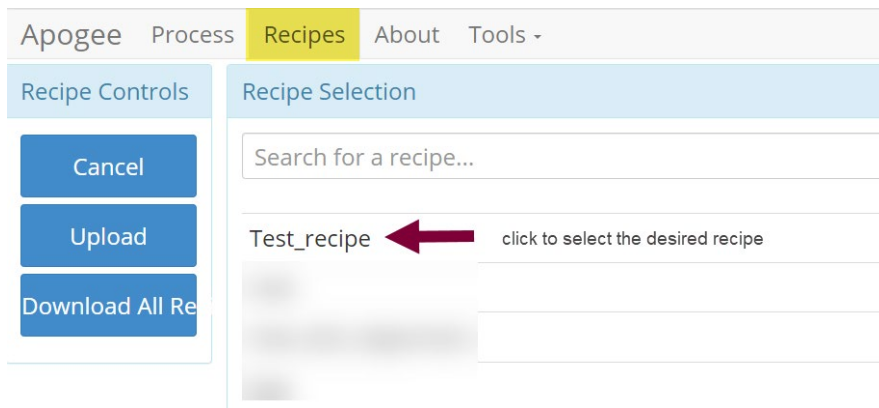 Apogee Process Recipes About Tools
Recipe Controls
Cancel
Upload
Download All Re
Recipe Selection
Search for a recipe...
Test_recipe click to select the desired recipe